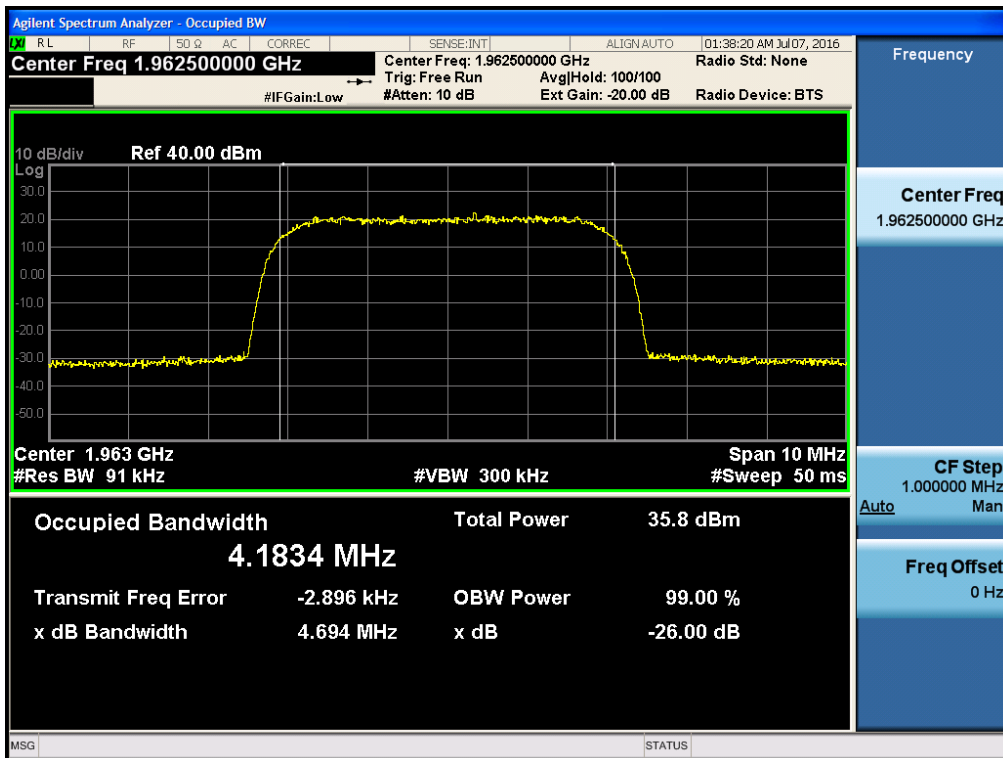 Agilent Spectrum Analyzer - Occupied BW
LXI RL RF 50 Ω AC CORREC SENSE:INT ALIGN AUTO 01:38:20 AM Jul 07, 2016
Center Freq 1.962500000 GHz
Center Freq: 1.962500000 GHz Radio Std: None
Trig: Free Run Avg|Hold: 100/100
#IFGain:Low #Atten: 10 dB Ext Gain: -20.00 dB Radio Device: BTS
10 dB/div Ref 40.00 dBm
Log
30.0
20.0
10.0
0.00
-10.0
-20.0
-30.0
-40.0
-50.0
Center 1.963 GHz Span 10 MHz
#Res BW 91 kHz #VBW 300 kHz #Sweep 50 ms
Occupied Bandwidth Total Power 35.8 dBm
4.1834 MHz
Transmit Freq Error -2.896 kHz OBW Power 99.00 %
x dB Bandwidth 4.694 MHz x dB -26.00 dB
Frequency
Center Freq
1.962500000 GHz
CF Step
1.000000 MHz
Auto Man
Freq Offset
0 Hz
MSG STATUS